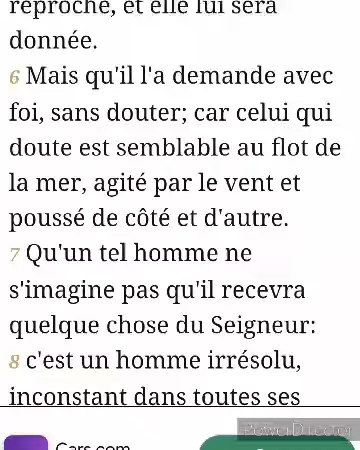 reproche, et elle lui sera
donnée.
6 Mais qu'il l'a demande avec
foi, sans douter; car celui qui
doute est semblable au flot de
la mer, agité par le vent et
poussé de côté et d'autre.
7 Qu'un tel homme ne
s'imagine pas qu'il recevra
quelque chose du Seigneur:
8 c'est un homme irrésolu,
inconstant dans toutes ses
Cars.com